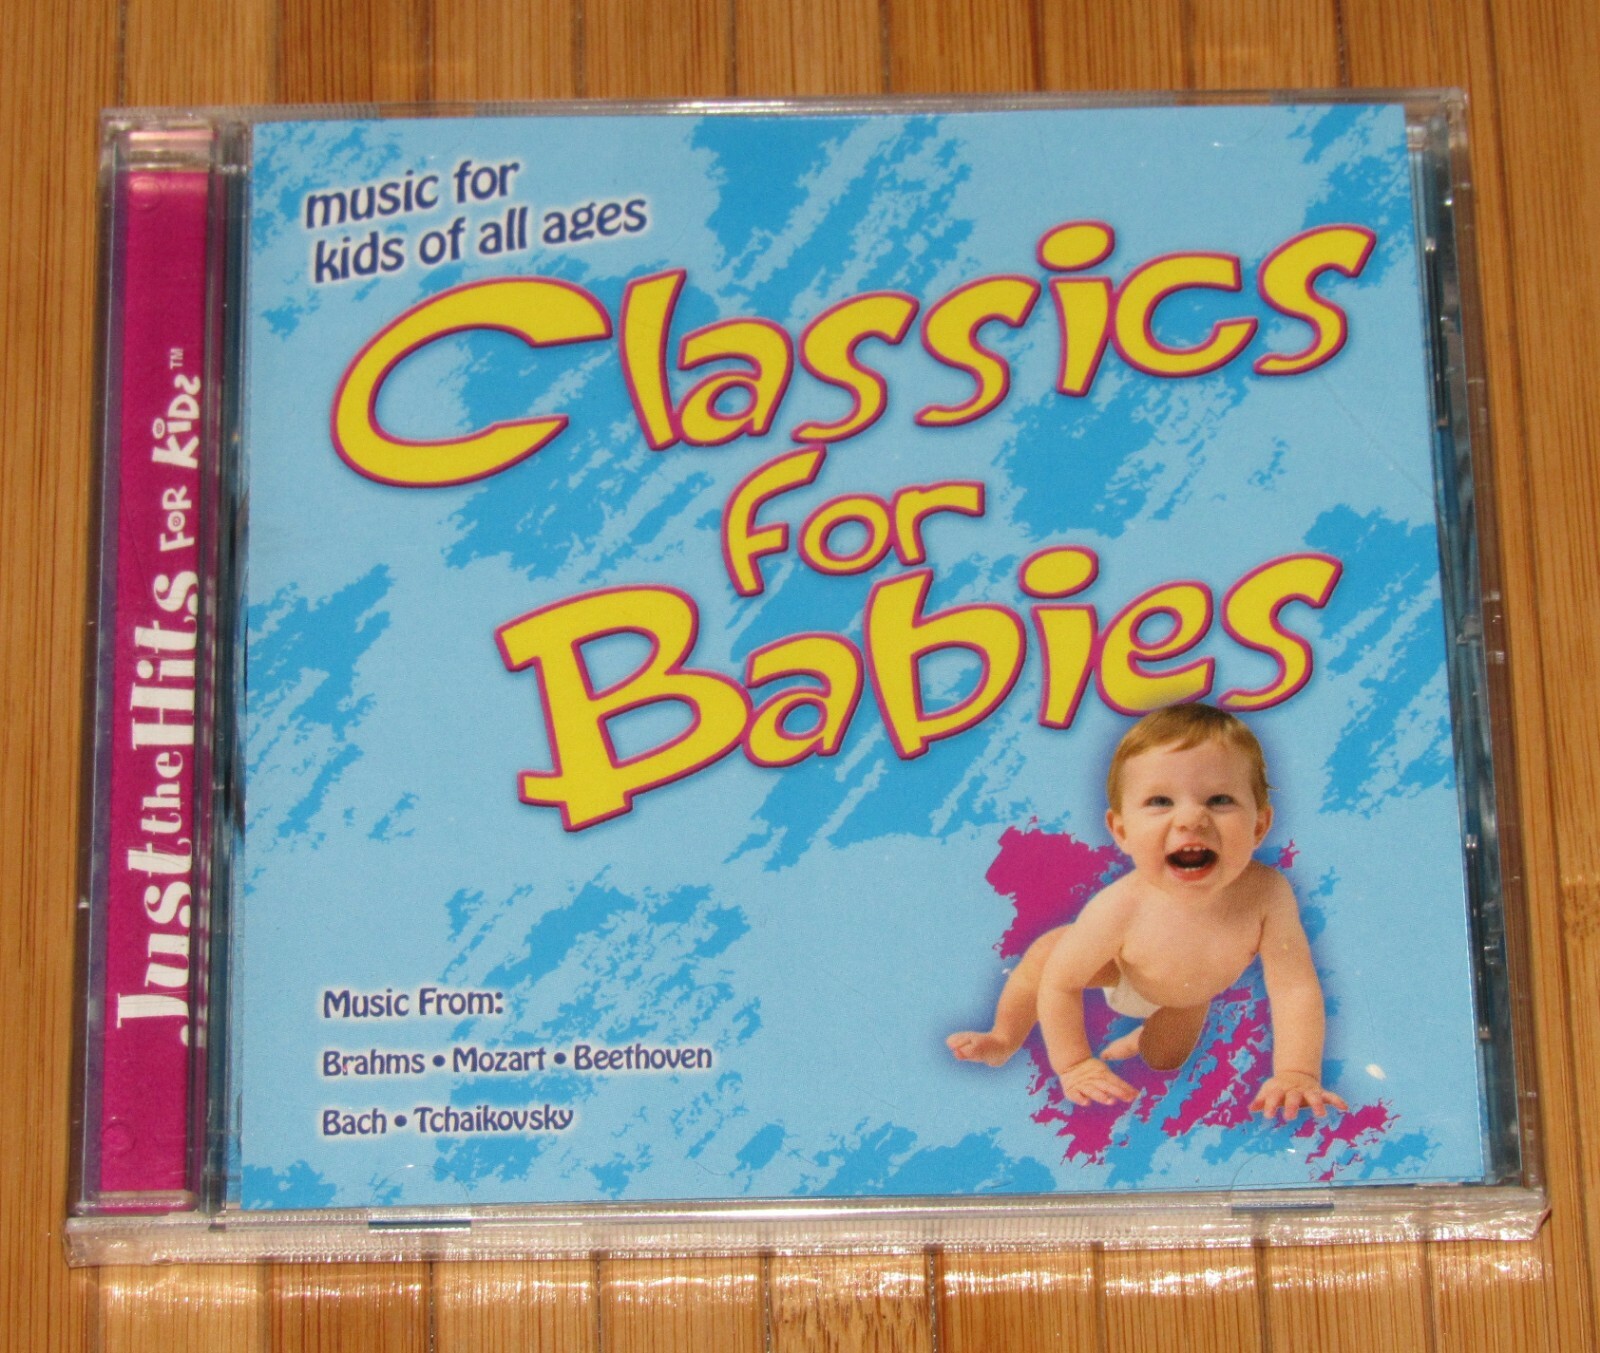 music for
kids of all ages
Classics
for
Babies
Music From:
Brahms • Mozart • Beethoven
Bach • Tchaikovsky
Just the Hits FOR KiDS™